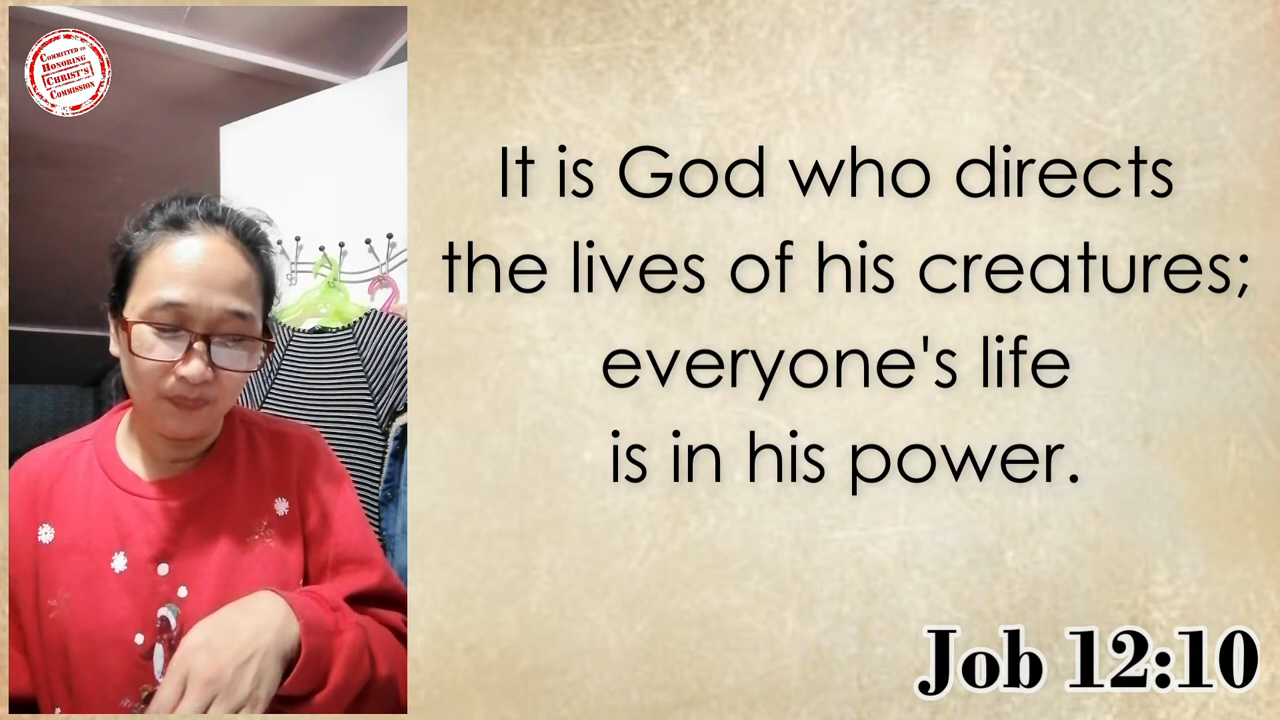 COMMITTED TO
HONORING
CHRIST'S
COMMISSION
It is God who directs
the lives of his creatures;
everyone's life
is in his power.
Job 12:10